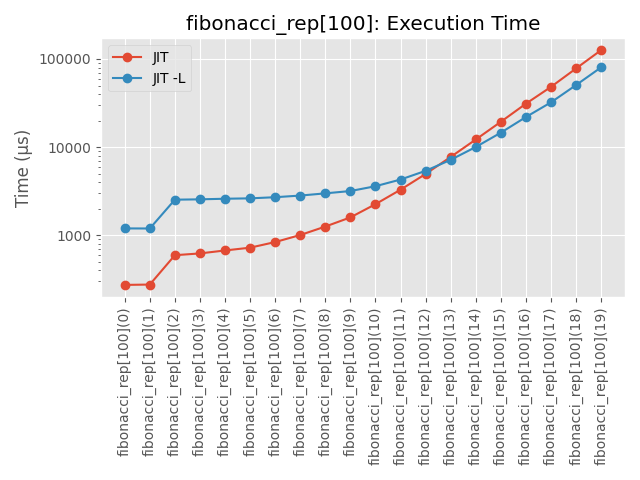 fibonacci_rep[100]: Execution Time
JIT
JIT -L
Time (µs)
100000
10000
1000
fibonacci_rep[100](0)
fibonacci_rep[100](1)
fibonacci_rep[100](2)
fibonacci_rep[100](3)
fibonacci_rep[100](4)
fibonacci_rep[100](5)
fibonacci_rep[100](6)
fibonacci_rep[100](7)
fibonacci_rep[100](8)
fibonacci_rep[100](9)
fibonacci_rep[100](10)
fibonacci_rep[100](11)
fibonacci_rep[100](12)
fibonacci_rep[100](13)
fibonacci_rep[100](14)
fibonacci_rep[100](15)
fibonacci_rep[100](16)
fibonacci_rep[100](17)
fibonacci_rep[100](18)
fibonacci_rep[100](19)